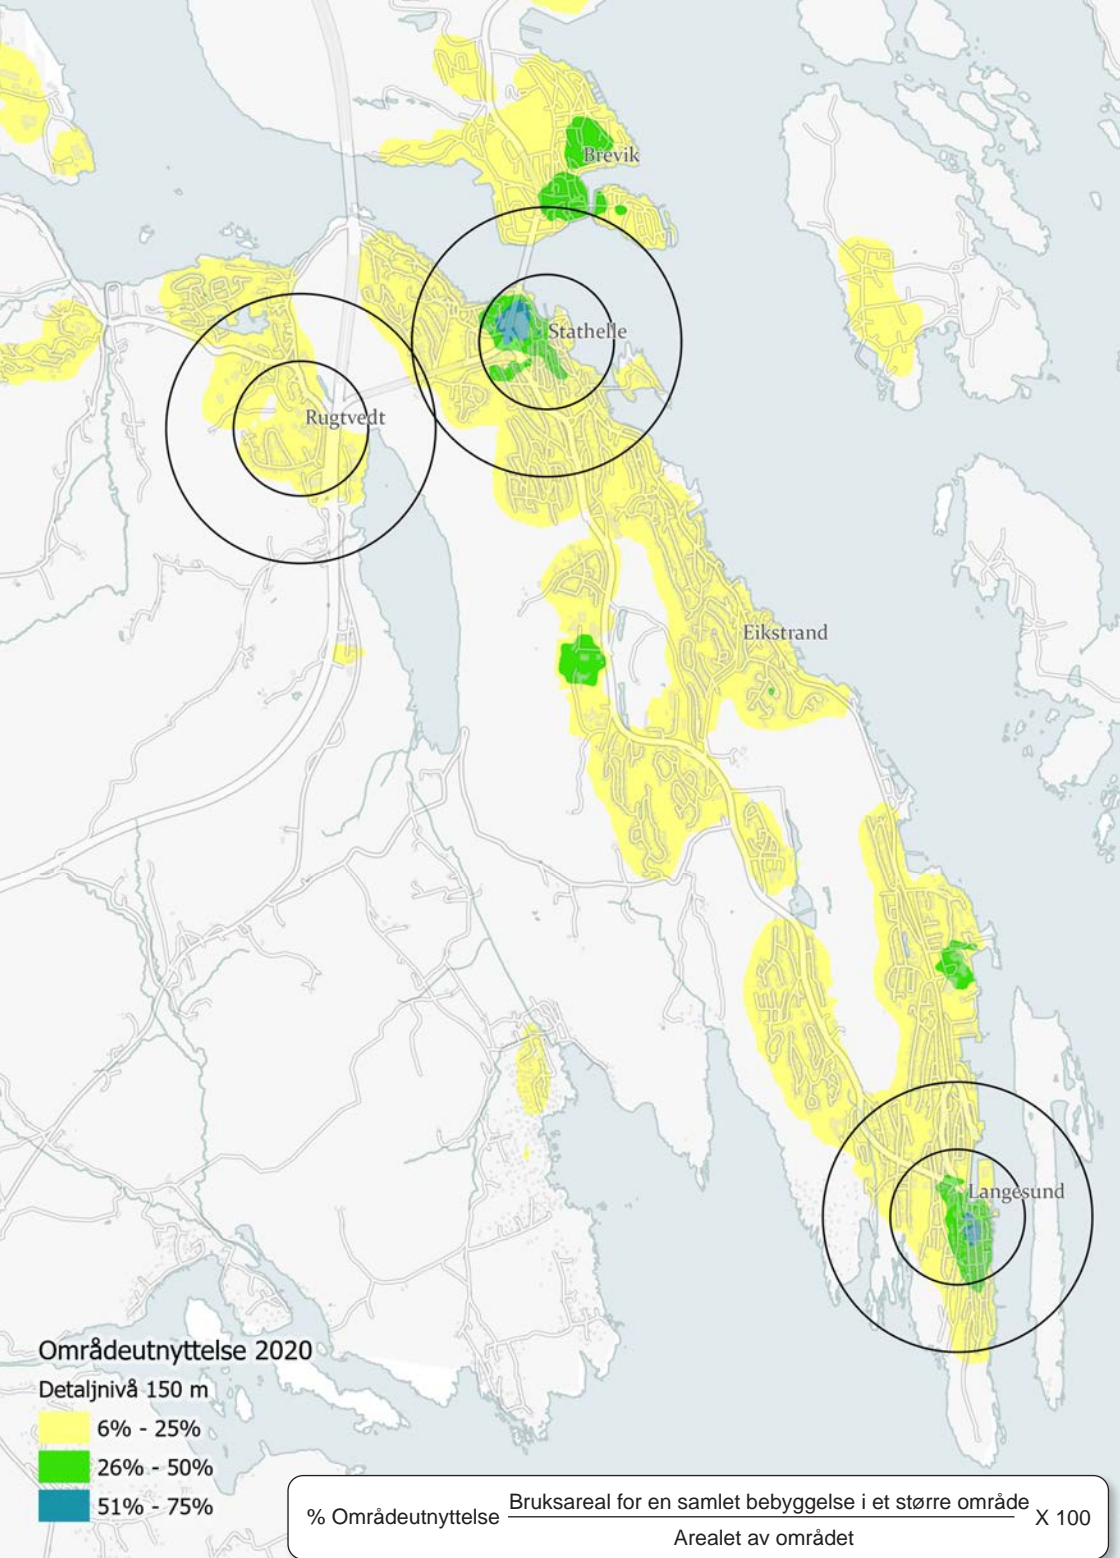 Brevik
Stathelle
Rugtvedt
Eikstrand
Langesund
Områdeutnyttelse 2020
Detaljnivå 150 m
6% - 25%
26% - 50%
51% - 75%
% Områdeutnyttelse Bruksareal for en samlet bebyggelse i et større område X 100
Arealet av området